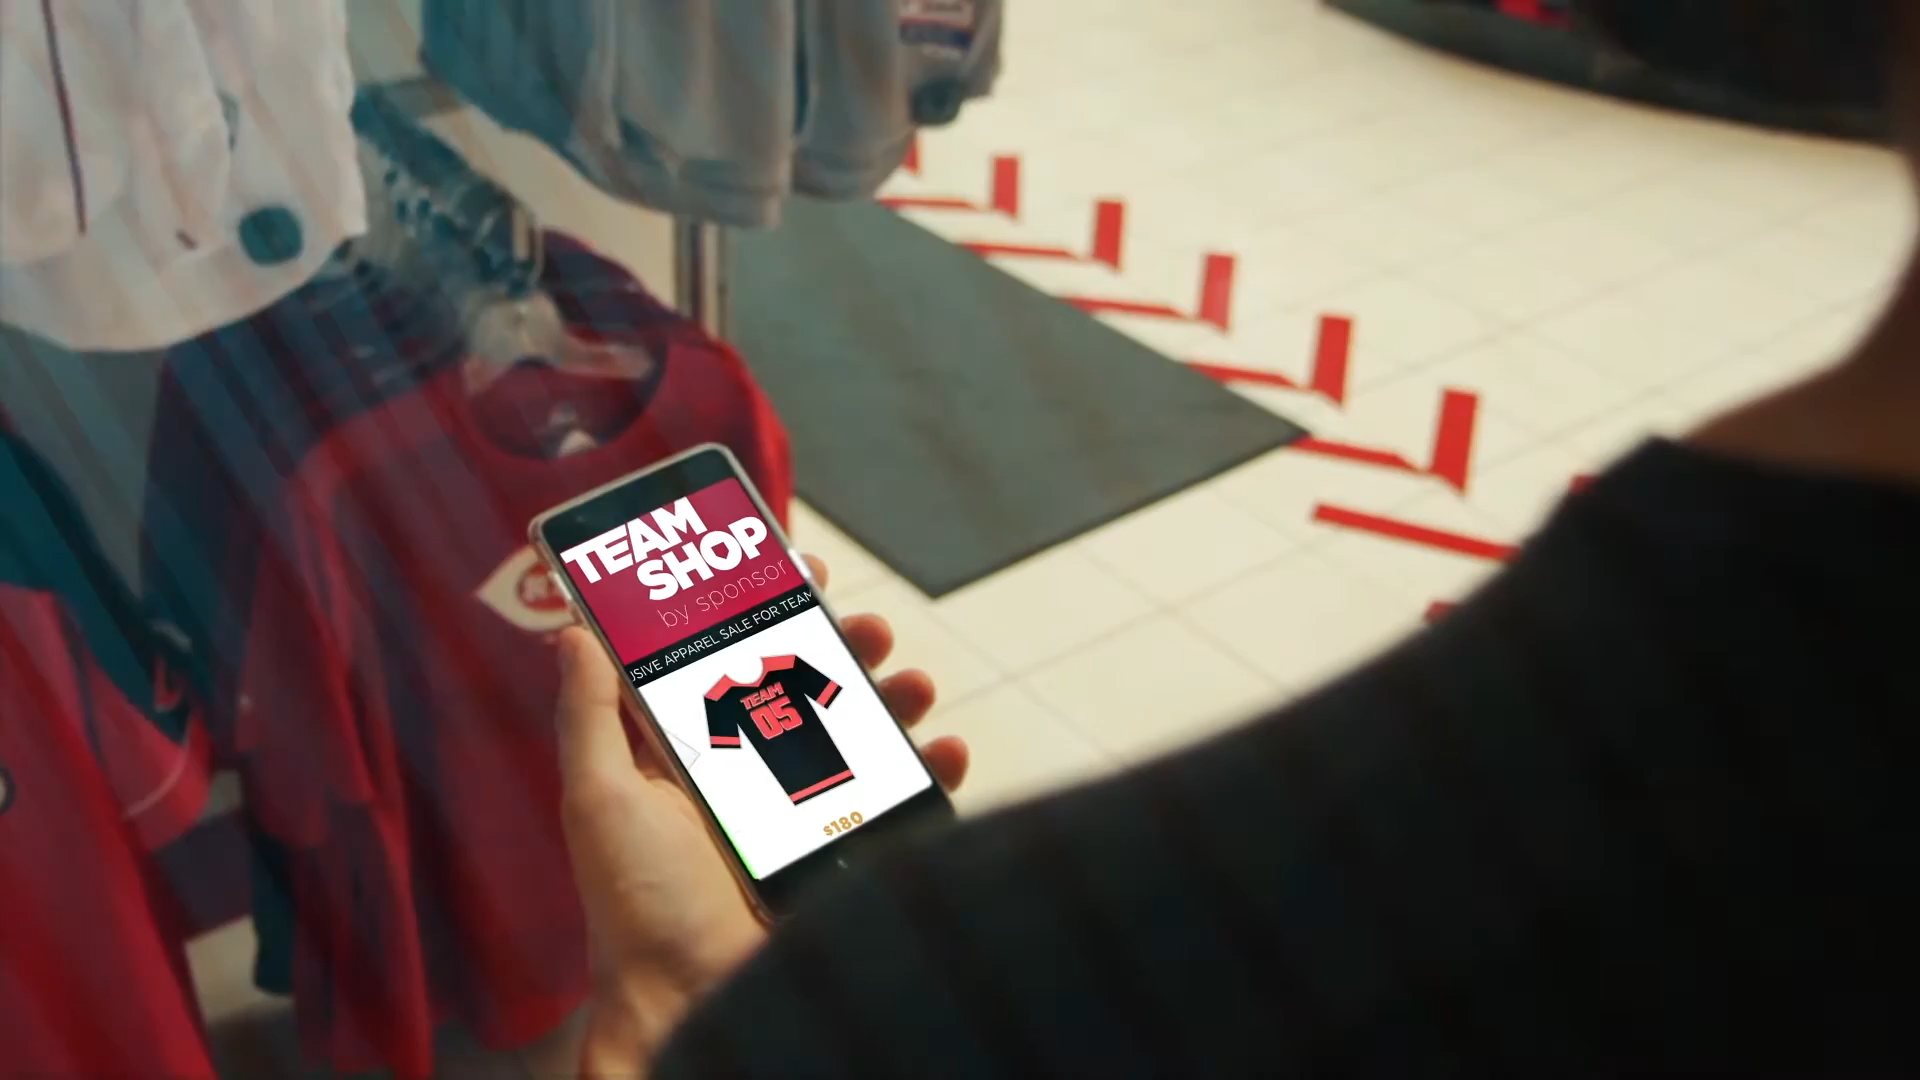 TEAM
SHOP
by sponsor
USIVE APPAREL SALE FOR TEAM
TEAM
05
$180